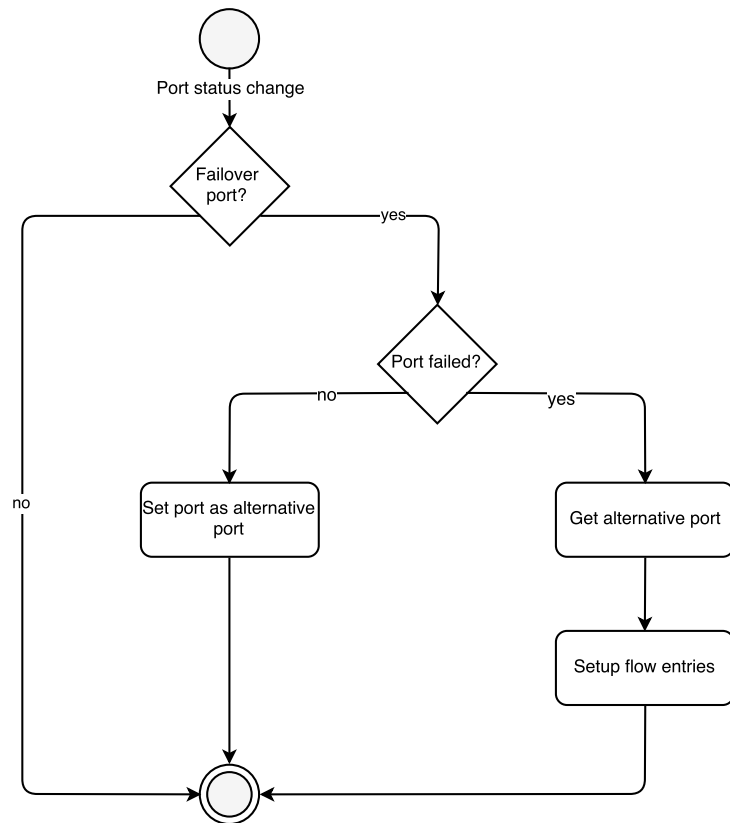 Port status change
Failover
port?
yes
Port failed?
no
yes
no
Set port as alternative
port
Get alternative port
Setup flow entries